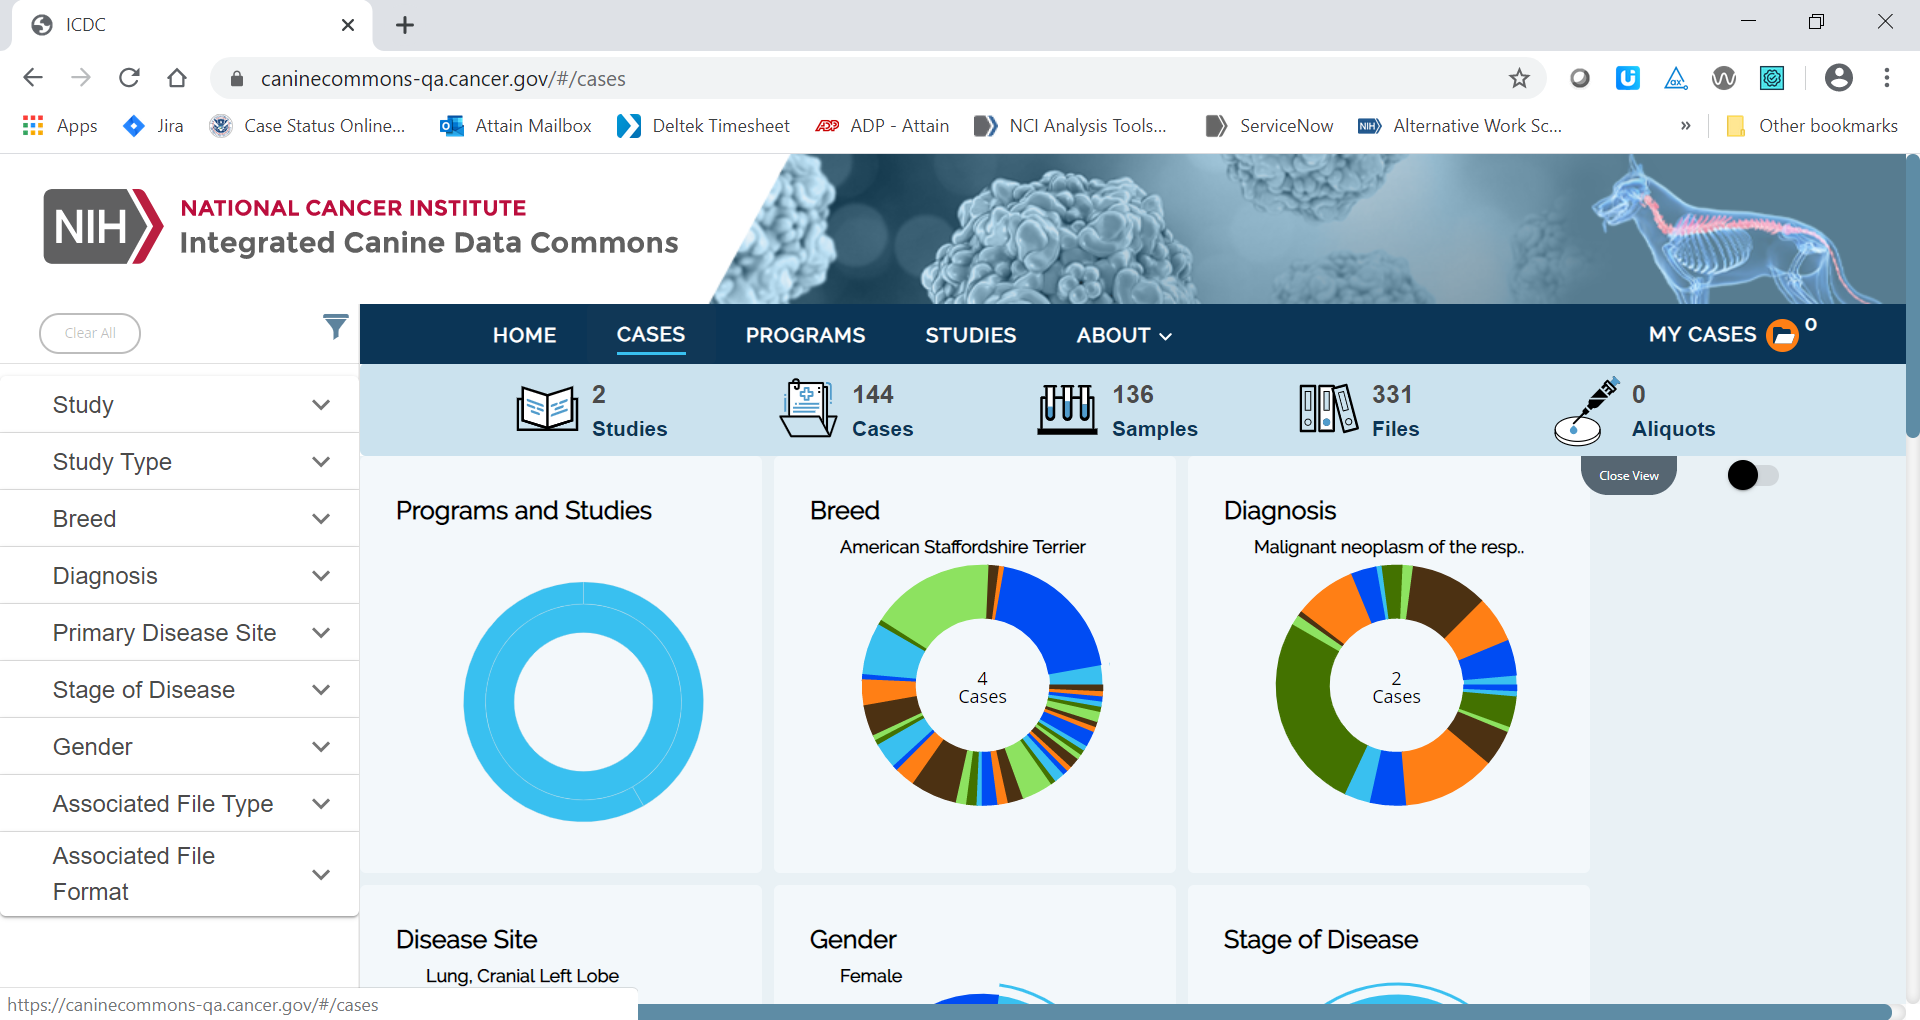 ICDC
caninecommons-qa.cancer.gov/#/cases
Apps
Jira
Case Status Online...
Attain Mailbox
Deltek Timesheet
ADP - Attain
NCI Analysis Tools...
ServiceNow
NIH
Alternative Work Sc...
»
Other bookmarks
NIH
NATIONAL CANCER INSTITUTE
Integrated Canine Data Commons
Clear All
HOME
CASES
PROGRAMS
STUDIES
ABOUT
MY CASES
0
2
Studies
144
Cases
136
Samples
331
Files
0
Aliquots
Study
Study Type
Breed
Diagnosis
Primary Disease Site
Stage of Disease
Gender
Associated File Type
Associated File
Format
Close View
Programs and Studies
Breed
American Staffordshire Terrier
4
Cases
Diagnosis
Malignant neoplasm of the resp..
2
Cases
Disease Site
Lung, Cranial Left Lobe
Gender
Female
Stage of Disease
https://caninecommons-qa.cancer.gov/#/cases